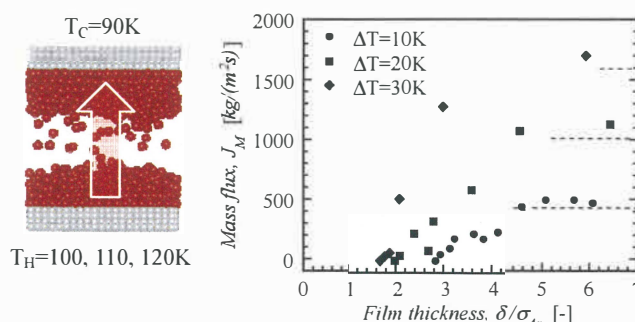 T_C=90K
T_H=100, 110, 120K
Mass flux, J_M [kg/(m²s)]
2000
1500
1000
500
0
ΔT=10K
ΔT=20K
ΔT=30K
0 1 2 3 4 5 6 7
Film thickness, δ/σ [-]